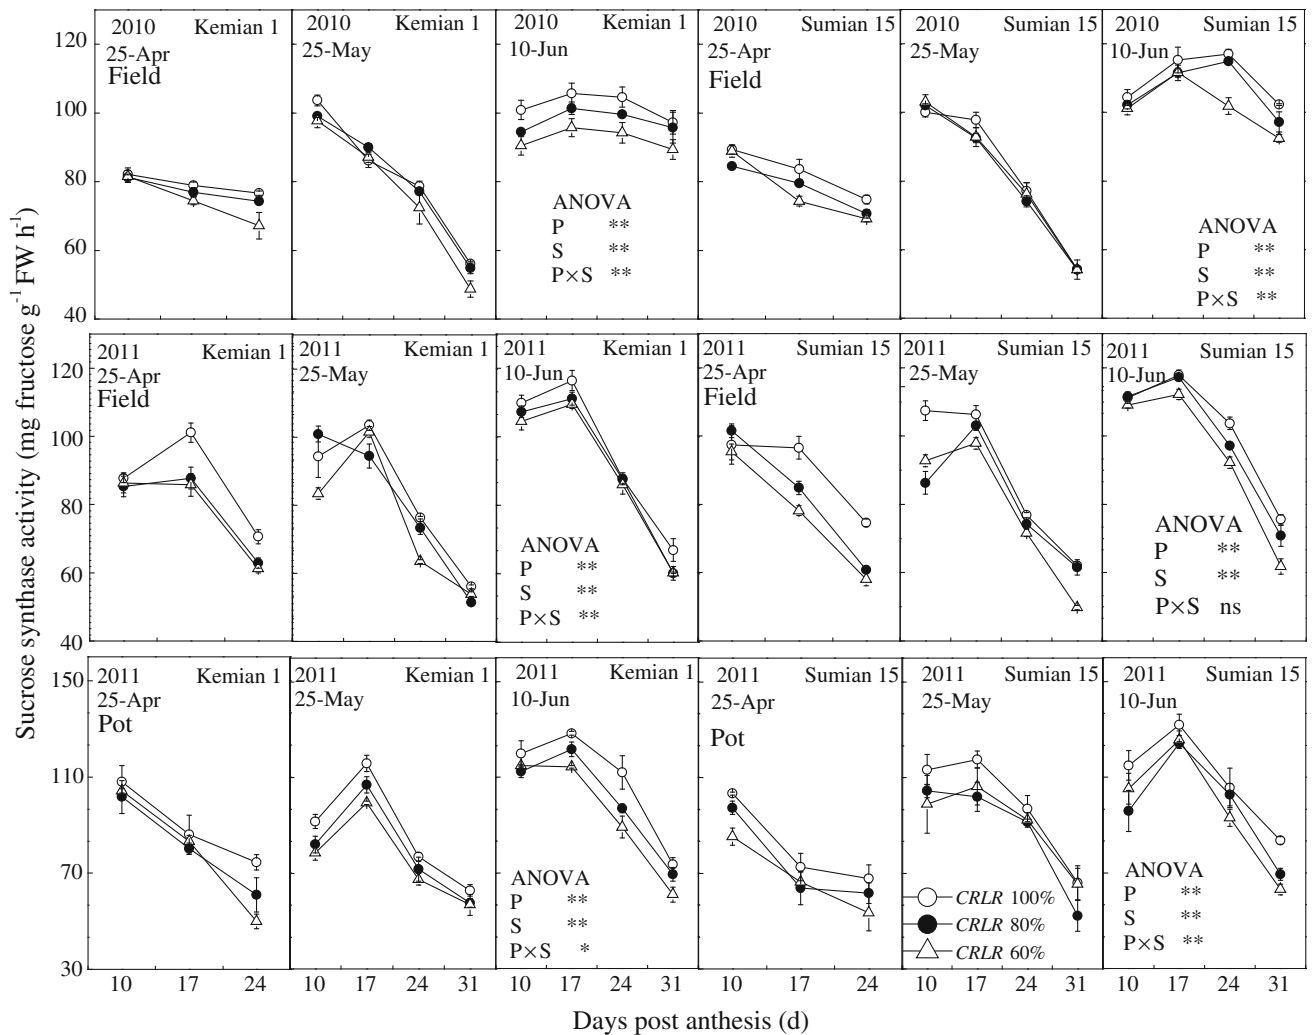 Sucrose synthase activity (mg fructose g⁻¹ FW h⁻¹)
120
100
80
60
40
2010 Kemian 1
25-Apr
Field
2010 Kemian 1
25-May
2010 Kemian 1
10-Jun
ANOVA
P **
S **
P×S **
2010 Sumian 15
25-Apr
Field
2010 Sumian 15
25-May
2010 Sumian 15
10-Jun
ANOVA
P **
S **
P×S **
120
100
80
60
40
2011 Kemian 1
25-Apr
Field
2011 Kemian 1
25-May
2011 Kemian 1
10-Jun
ANOVA
P **
S **
P×S **
2011 Sumian 15
25-Apr
Field
2011 Sumian 15
25-May
2011 Sumian 15
10-Jun
ANOVA
P **
S **
P×S ns
150
110
70
30
2011 Kemian 1
25-Apr
Pot
2011 Kemian 1
25-May
2011 Kemian 1
10-Jun
ANOVA
P **
S **
P×S *
2011 Sumian 15
25-Apr
Pot
2011 Sumian 15
25-May
CRLR 100%
CRLR 80%
CRLR 60%
2011 Sumian 15
10-Jun
ANOVA
P **
S **
P×S **
10 17 24 10 17 24 31 10 17 24 31 10 17 24 10 17 24 31 10 17 24 31
Days post anthesis (d)